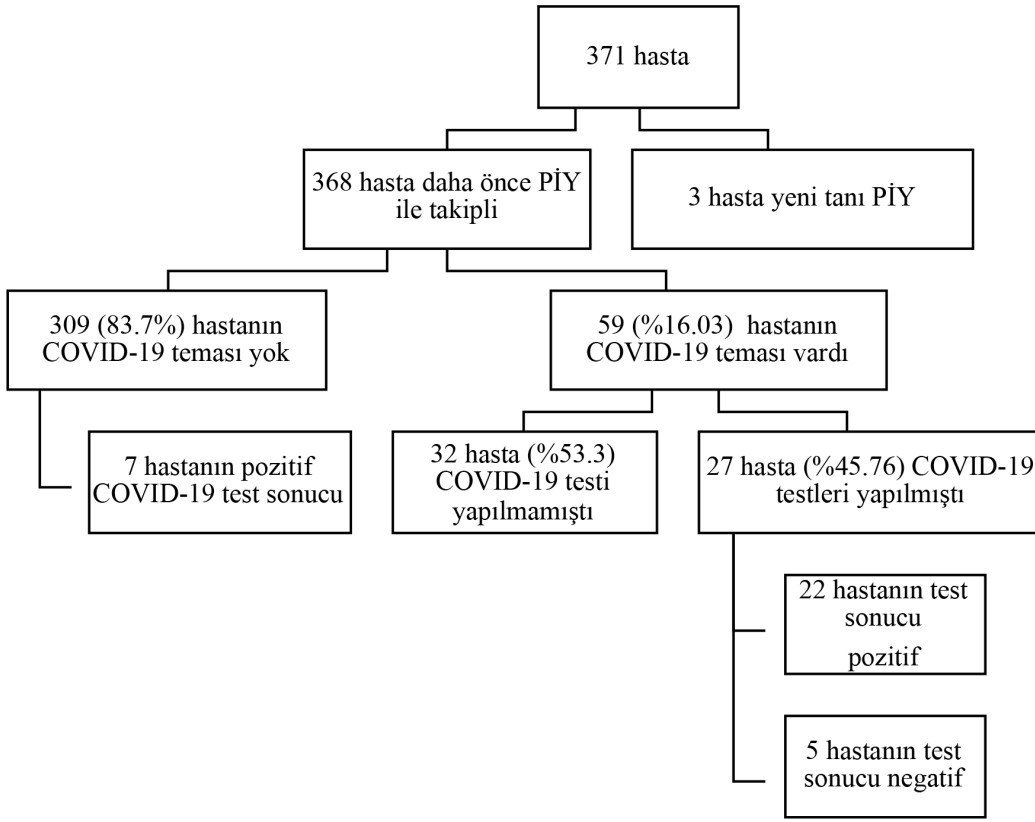 371 hasta
368 hasta daha önce PİY
ile takipli
3 hasta yeni tanı PİY
309 (83.7%) hastanın
COVID-19 teması yok
59 (%16.03) hastanın
COVID-19 teması vardı
7 hastanın pozitif
COVID-19 test sonucu
32 hasta (%53.3)
COVID-19 testi
yapılmamıştı
27 hasta (%45.76) COVID-19
testleri yapılmıştı
22 hastanın test
sonucu
pozitif
5 hastanın test
sonucu negatif